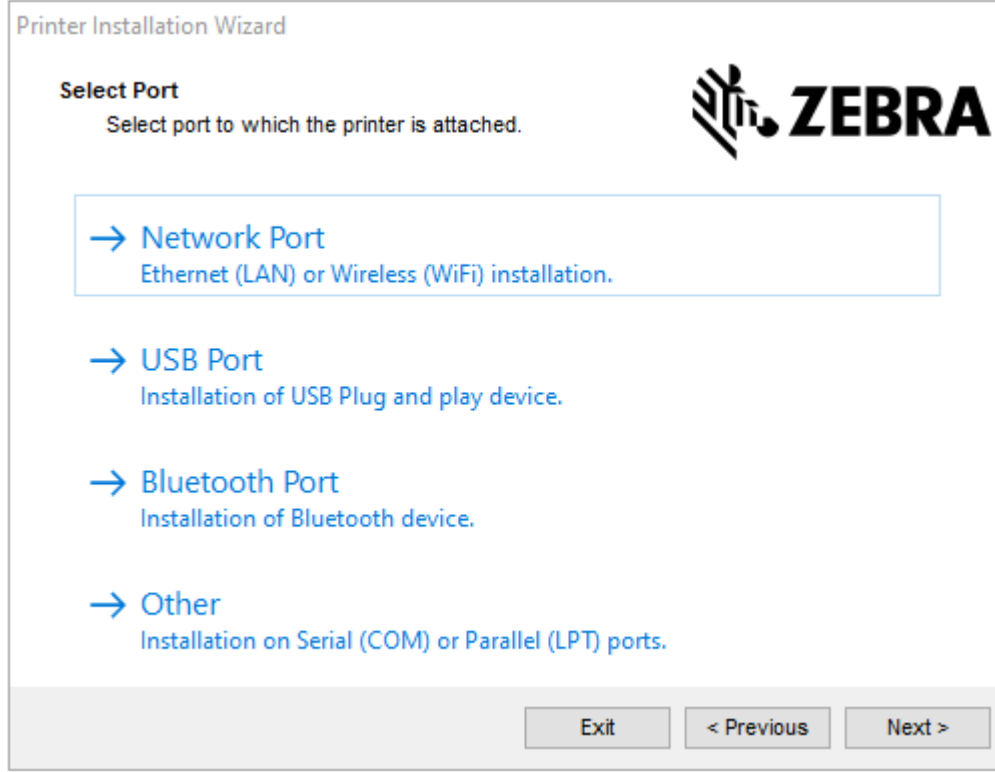 Printer Installation Wizard
Select Port
Select port to which the printer is attached.
ZEBRA
Network Port
Ethernet (LAN) or Wireless (WiFi) installation.
USB Port
Installation of USB Plug and play device.
Bluetooth Port
Installation of Bluetooth device.
Other
Installation on Serial (COM) or Parallel (LPT) ports.
Exit
< Previous
Next >